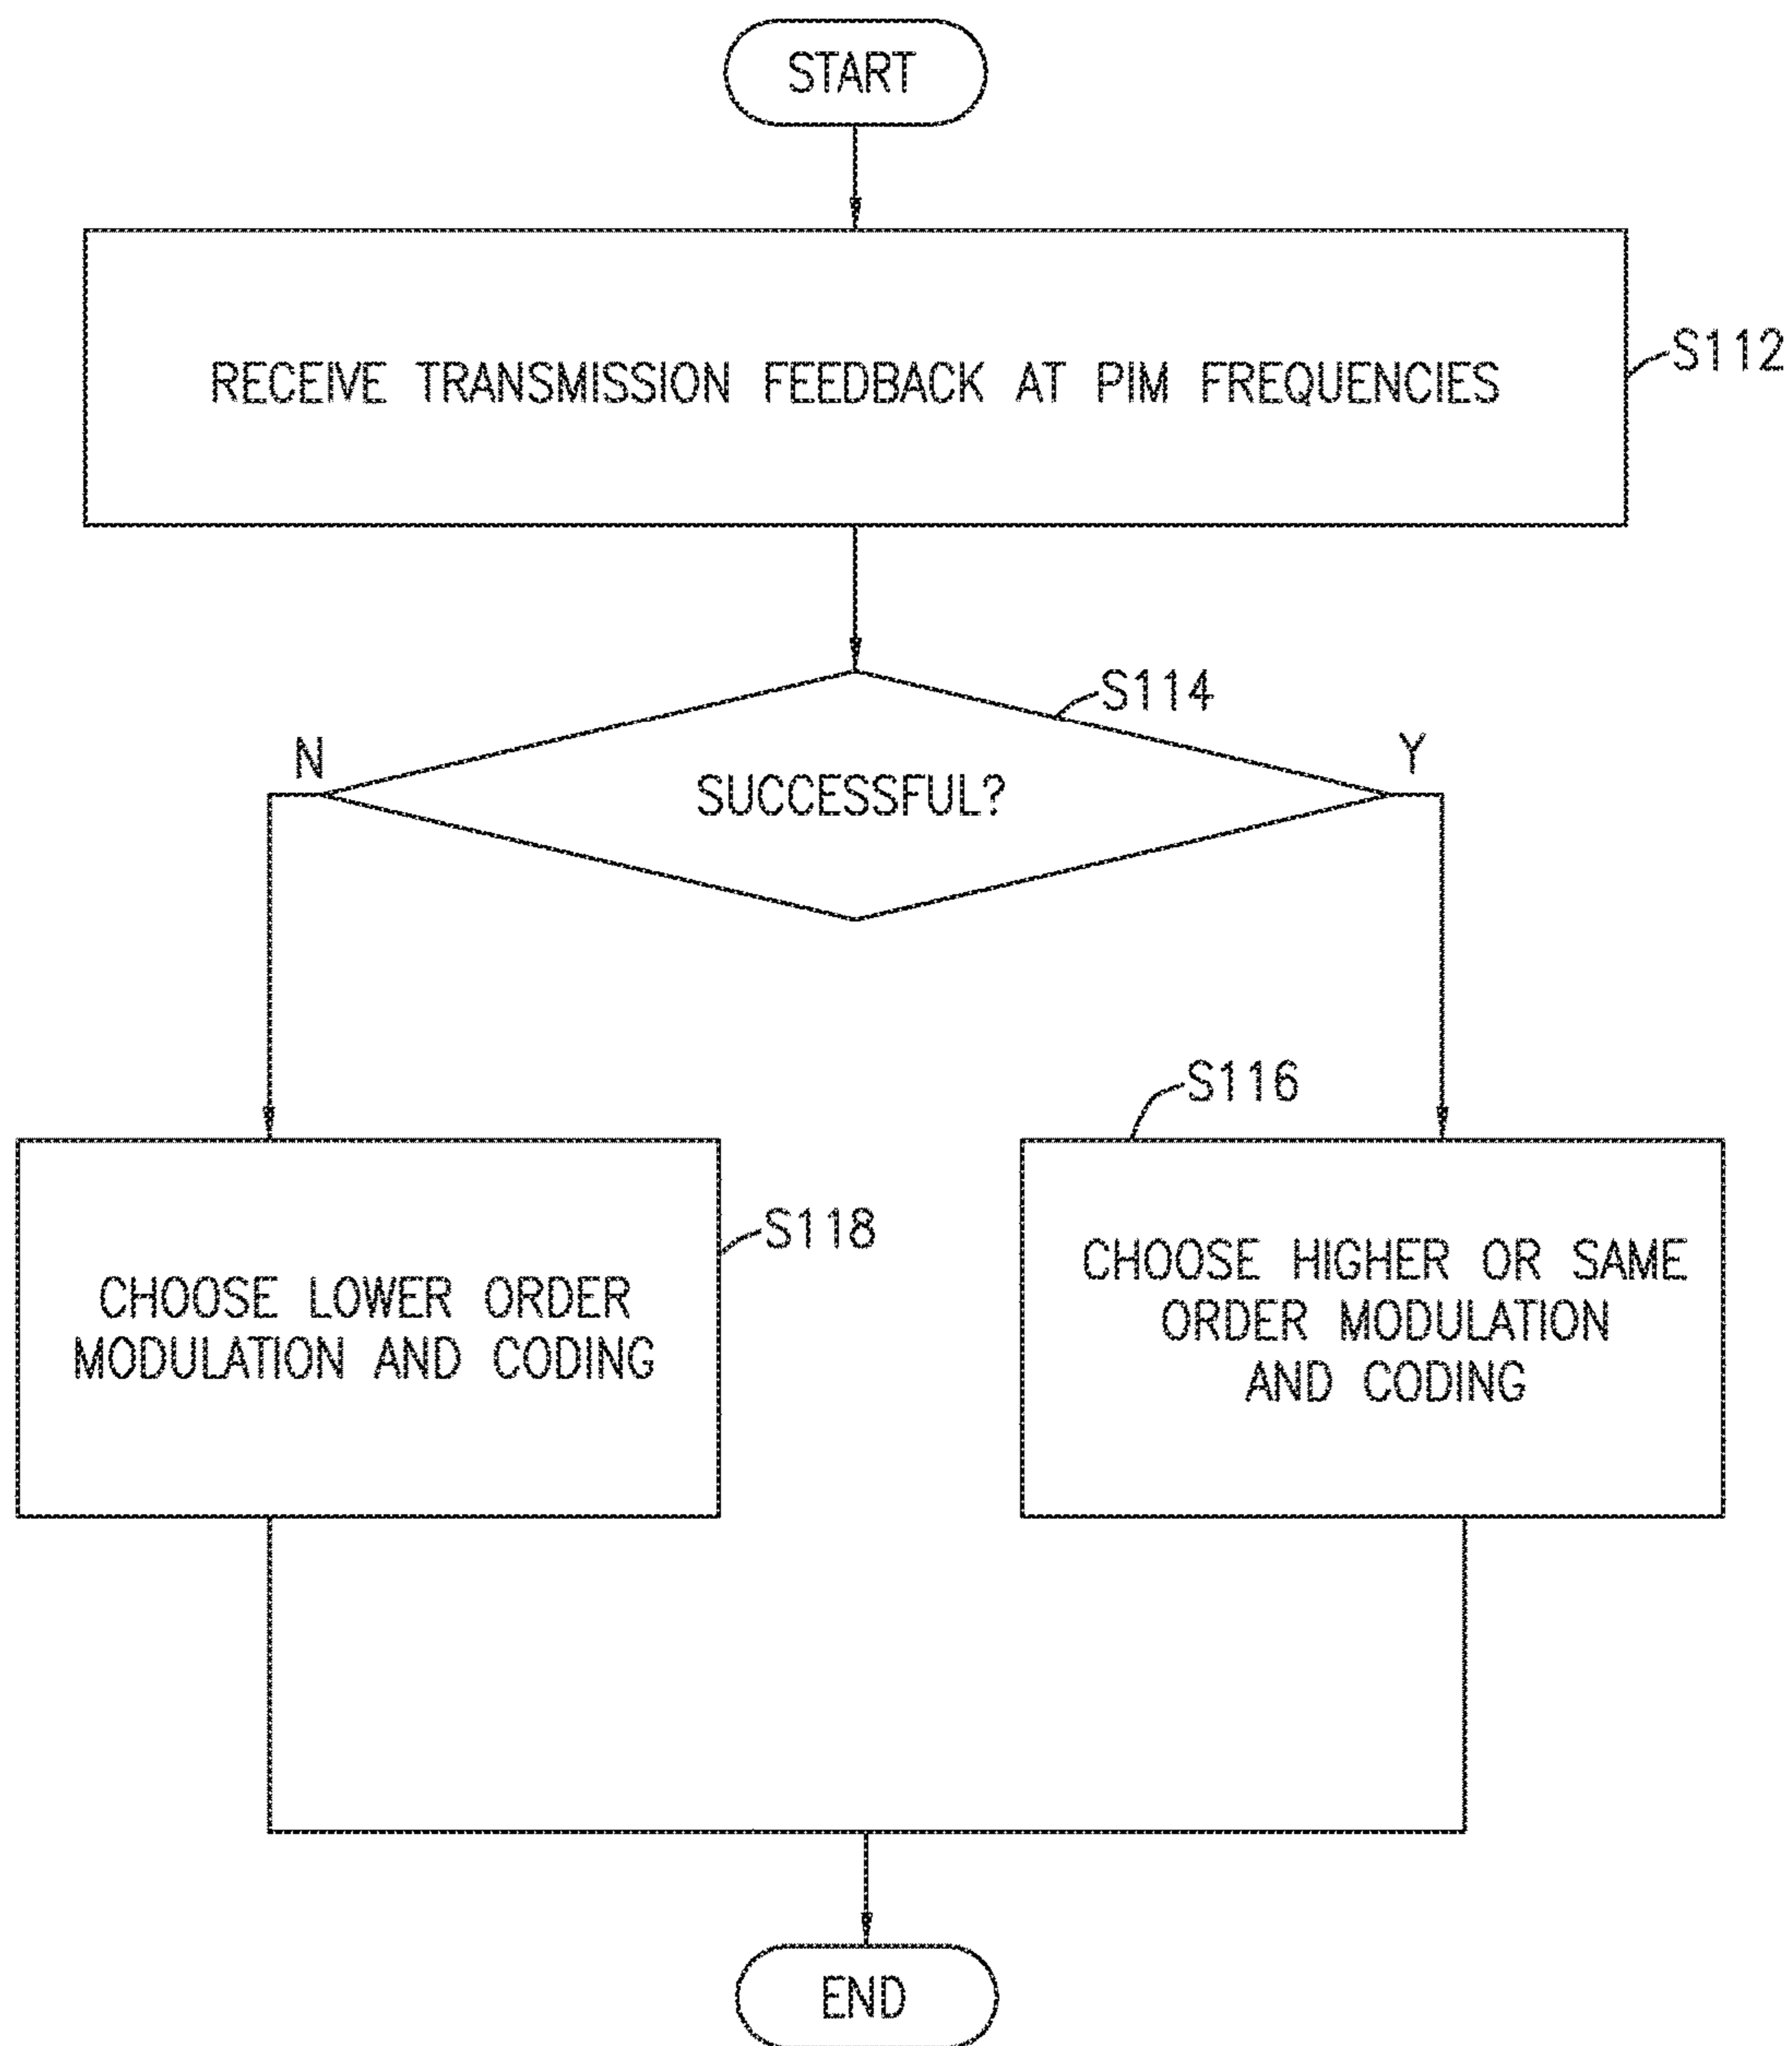 START
RECEIVE TRANSMISSION FEEDBACK AT PIM FREQUENCIES
S112
S114
N
Y
SUCCESSFUL?
S116
S118
CHOOSE LOWER ORDER
MODULATION AND CODING
CHOOSE HIGHER OR SAME
ORDER MODULATION
AND CODING
END